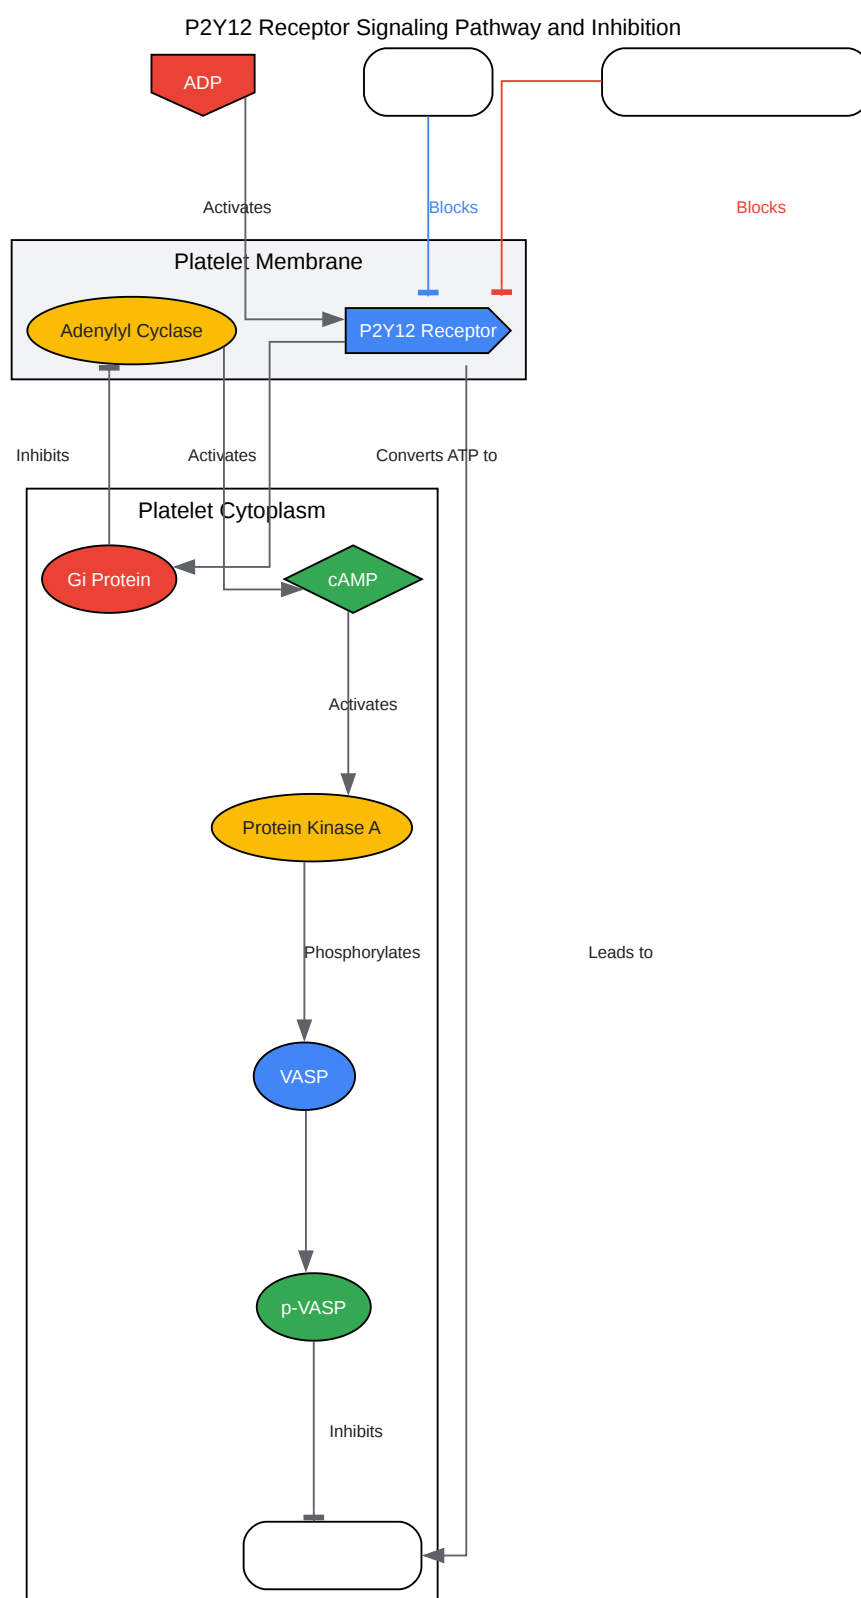 P2Y12 Receptor Signaling Pathway and Inhibition
ADP
Activates
Blocks
Blocks
Platelet Membrane
Adenylyl Cyclase
P2Y12 Receptor
Inhibits
Activates
Converts ATP to
Platelet Cytoplasm
Gi Protein
cAMP
Activates
Protein Kinase A
Phosphorylates
Leads to
VASP
p-VASP
Inhibits